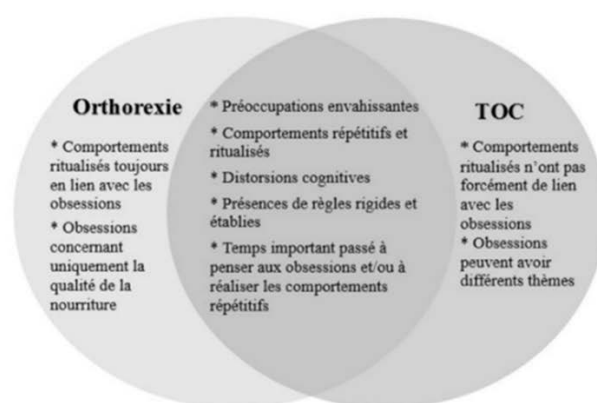 Orthorexie
* Comportements
ritualisés toujours
en lien avec les
obsessions
* Obsessions
concernant
uniquement la
qualité de la
nourriture
* Préoccupations envahissantes
* Comportements répétitifs et
ritualisés
* Distorsions cognitives
* Présences de règles rigides et
établies
* Temps important passé à
penser aux obsessions et/ou à
réaliser les comportements
répétitifs
TOC
* Comportements
ritualisés n'ont pas
forcément de lien
avec les
obsessions
* Obsessions
peuvent avoir
différents thèmes